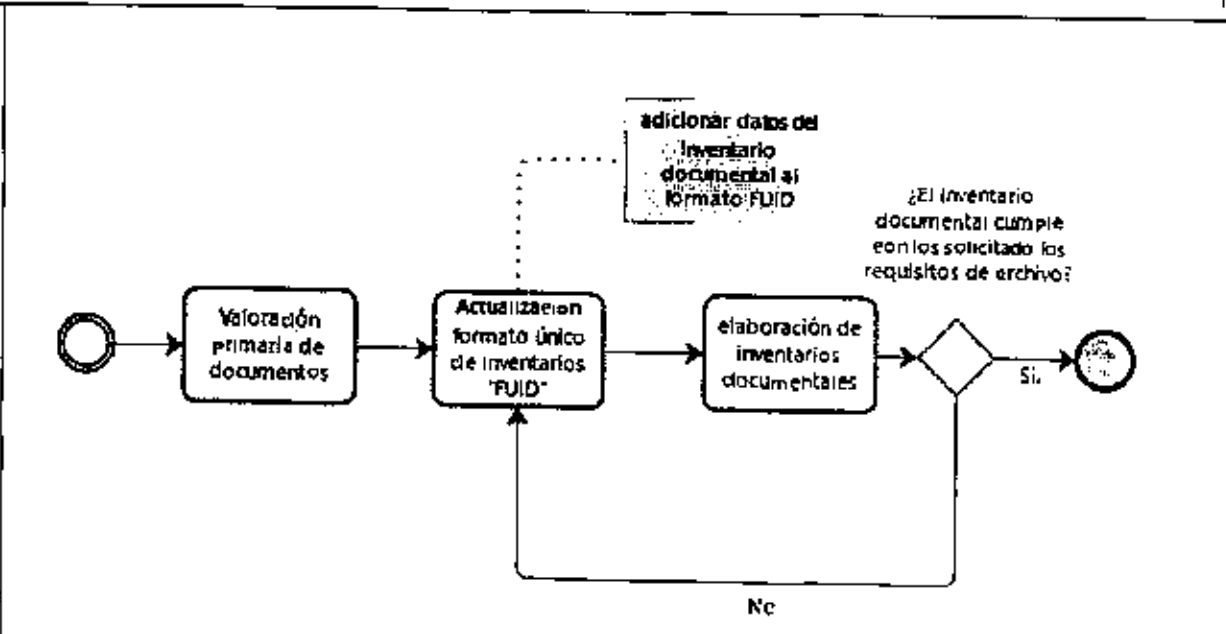 adicionar datos del
inventario
documental al
formato FUID
¿El inventario
documental cumple
con los solicitado los
requisitos de archivo?
Valoración
primaria de
documentos
Actualización
formato único
de inventarios
"FUID"
elaboración de
inventarios
documentales
Si.
No